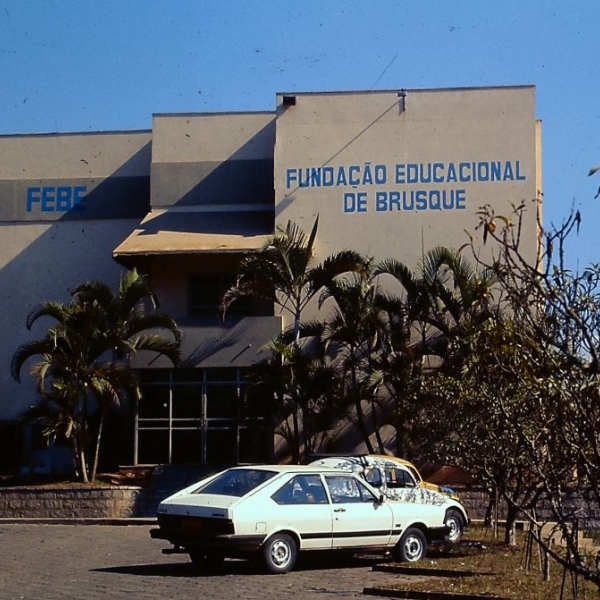 FEBE
FUNDAÇÃO EDUCACIONAL
DE BRUSQUE